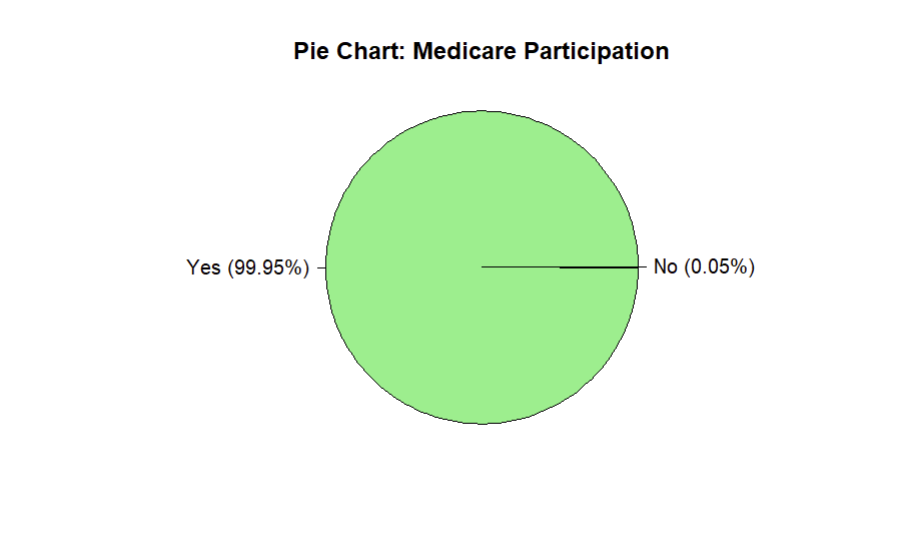 Pie Chart: Medicare Participation
Yes (99.95%)
No (0.05%)